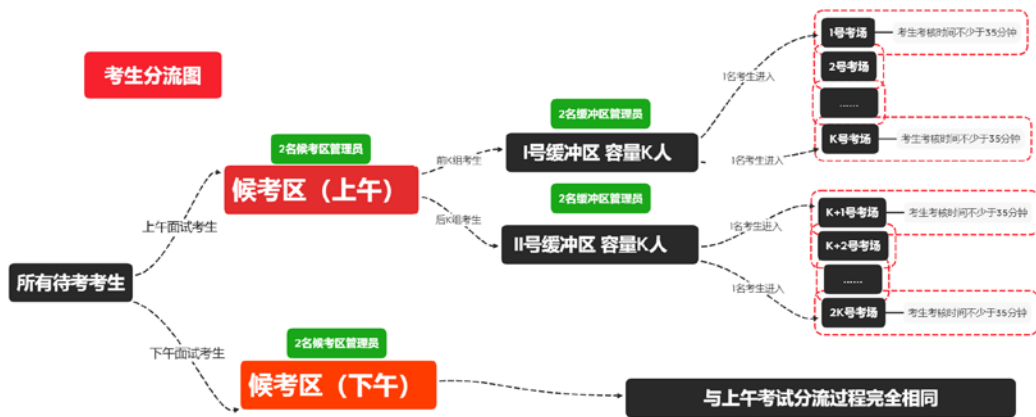 考生分流图
所有待考考生
上午面试考生
下午面试考生
2名候考区管理员
候考区（上午）
前K组考生
后K组考生
2名缓冲区管理员
I号缓冲区 容量K人
1名考生进入
1名考生进入
1号考场
考生考核时间不少于35分钟
2号考场
……
K号考场
考生考核时间不少于35分钟
2名缓冲区管理员
II号缓冲区 容量K人
1名考生进入
1名考生进入
K+1号考场
考生考核时间不少于35分钟
K+2号考场
……
2K号考场
考生考核时间不少于35分钟
2名候考区管理员
候考区（下午）
与上午考试分流过程完全相同